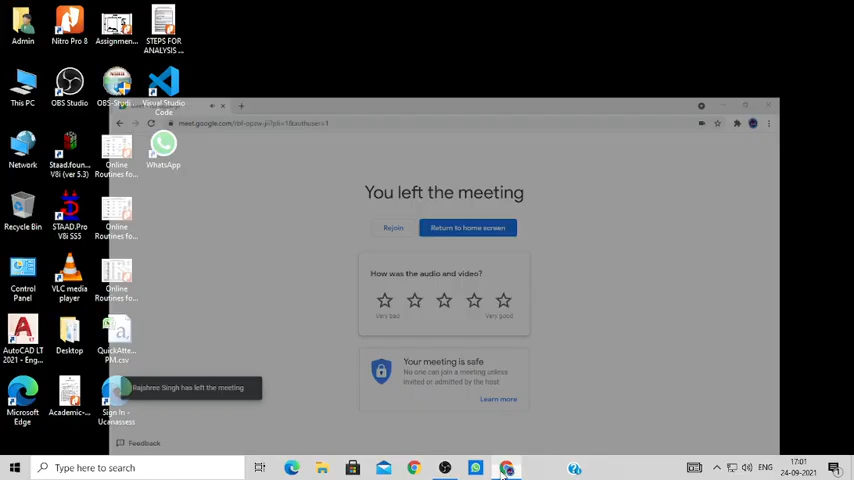 Admin
Nitro Pro 8
Assignmen...
STEPS FOR
ANALYSIS ...
This PC
OBS Studio
OBS-Studi...
Visual Studio
Code
meet.google.com/
Network
Staad.foun...
V8i (ver 5.3)
Online
Routines fo...
WhatsApp
You left the meeting
Rejoin
Return to home screen
Recycle Bin
STAAD.Pro
V8i SS5
Online
Routines fo...
How was the audio and video?
Very bad
Very good
Control
Panel
VLC media
player
Online
Routines fo...
AutoCAD LT
2021 - Eng...
Desktop
QuickAtte...
PM.csv
Your meeting is safe
No one can join a meeting unless
invited or admitted by the host
Learn more
Rajshree Singh has left the meeting
Microsoft
Edge
Academic-...
Sign In -
Ucanassess
Feedback
Type here to search
ENG
17:01
24-09-2021